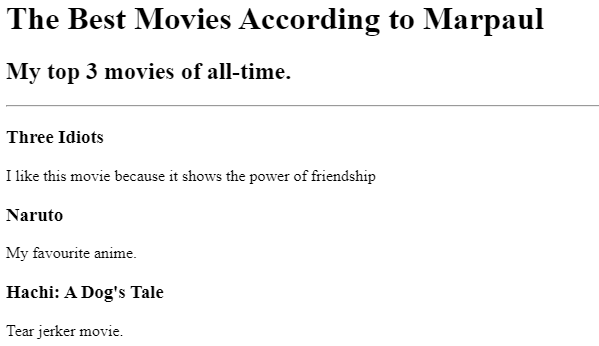 The Best Movies According to Marpaul
My top 3 movies of all-time.
Three Idiots
I like this movie because it shows the power of friendship
Naruto
My favourite anime.
Hachi: A Dog's Tale
Tear jerker movie.